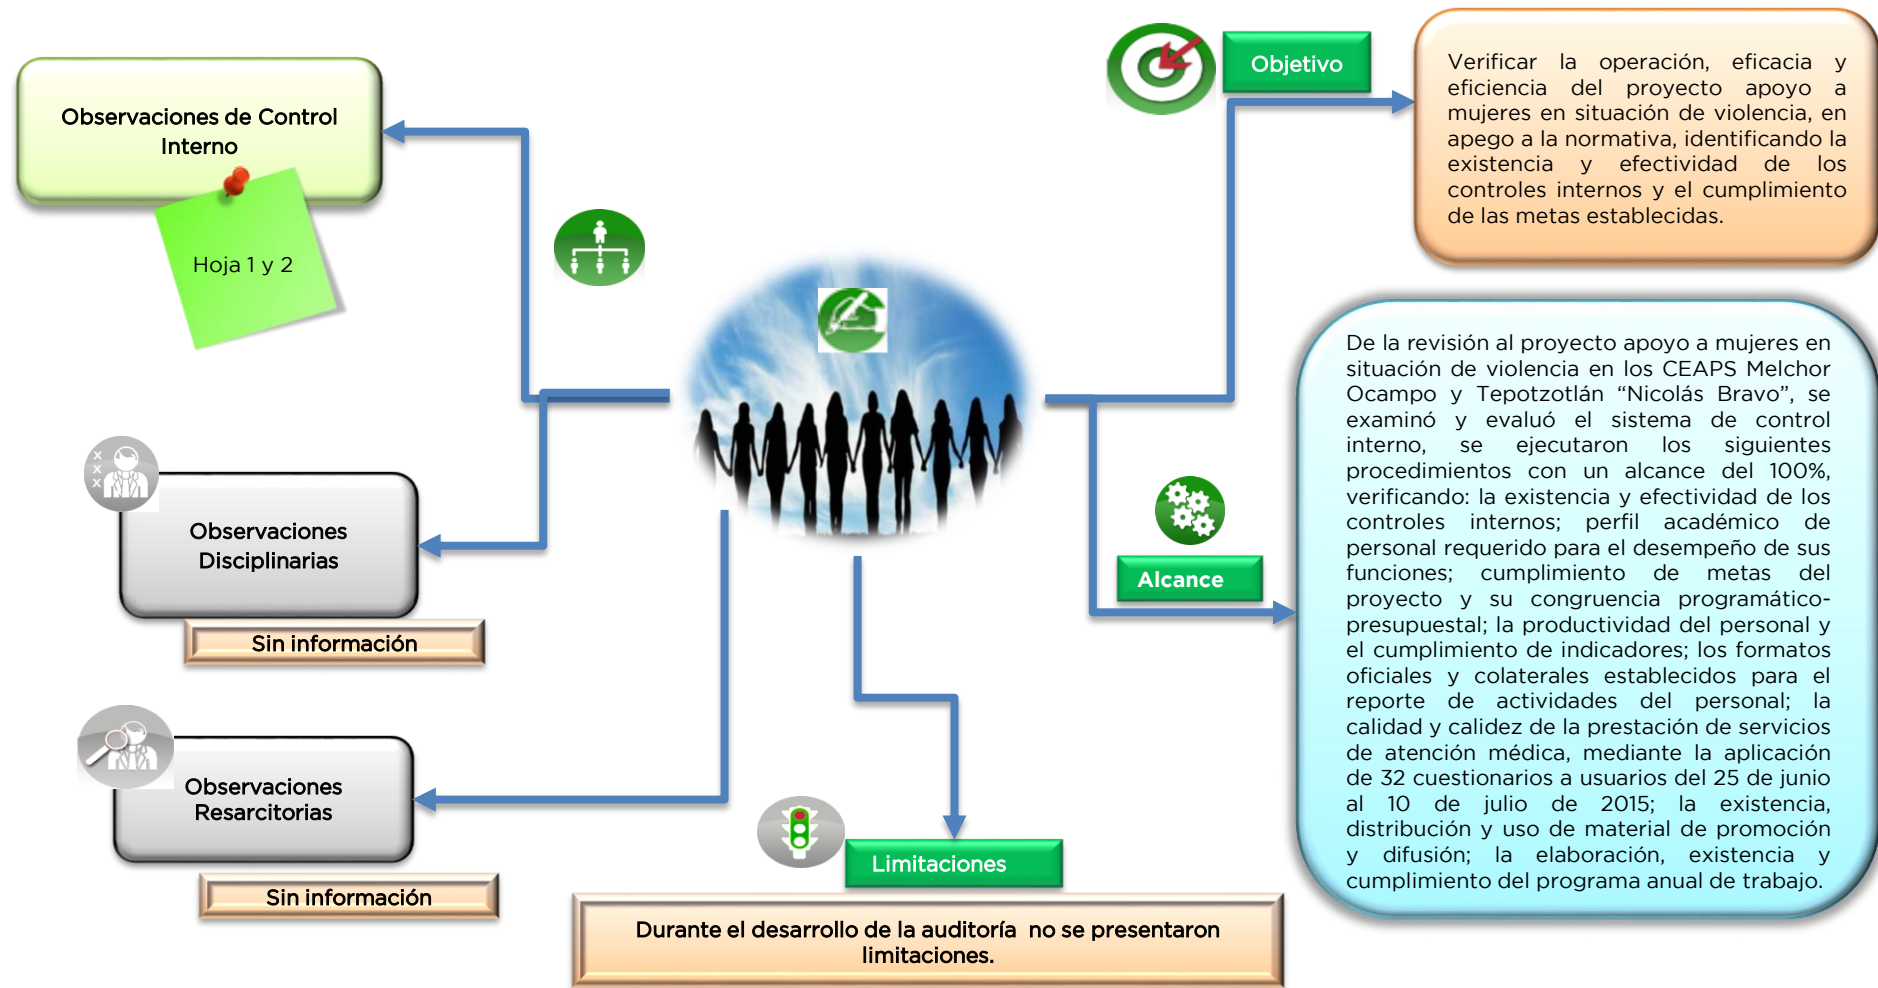 Observaciones de Control
Interno
Hoja 1 y 2
Objetivo
Verificar la operación, eficacia y
eficiencia del proyecto apoyo a
mujeres en situación de violencia, en
apego a la normativa, identificando la
existencia y efectividad de los
controles internos y el cumplimiento
de las metas establecidas.
De la revisión al proyecto apoyo a mujeres en
situación de violencia en los CEAPS Melchor
Ocampo y Tepotzotlán “Nicolás Bravo”, se
examinó y evaluó el sistema de control
interno, se ejecutaron los siguientes
procedimientos con un alcance del 100%,
verificando: la existencia y efectividad de los
controles internos; perfil académico de
personal requerido para el desempeño de sus
funciones; cumplimiento de metas del
proyecto y su congruencia programático-
presupuestal; la productividad del personal y
el cumplimiento de indicadores; los formatos
oficiales y colaterales establecidos para el
reporte de actividades del personal; la
calidad y calidez de la prestación de servicios
de atención médica, mediante la aplicación
de 32 cuestionarios a usuarios del 25 de junio
al 10 de julio de 2015; la existencia,
distribución y uso de material de promoción
y difusión; la elaboración, existencia y
cumplimiento del programa anual de trabajo.
Alcance
Observaciones
Disciplinarias
Sin información
Observaciones
Resarcitorias
Sin información
Limitaciones
Durante el desarrollo de la auditoría no se presentaron
limitaciones.